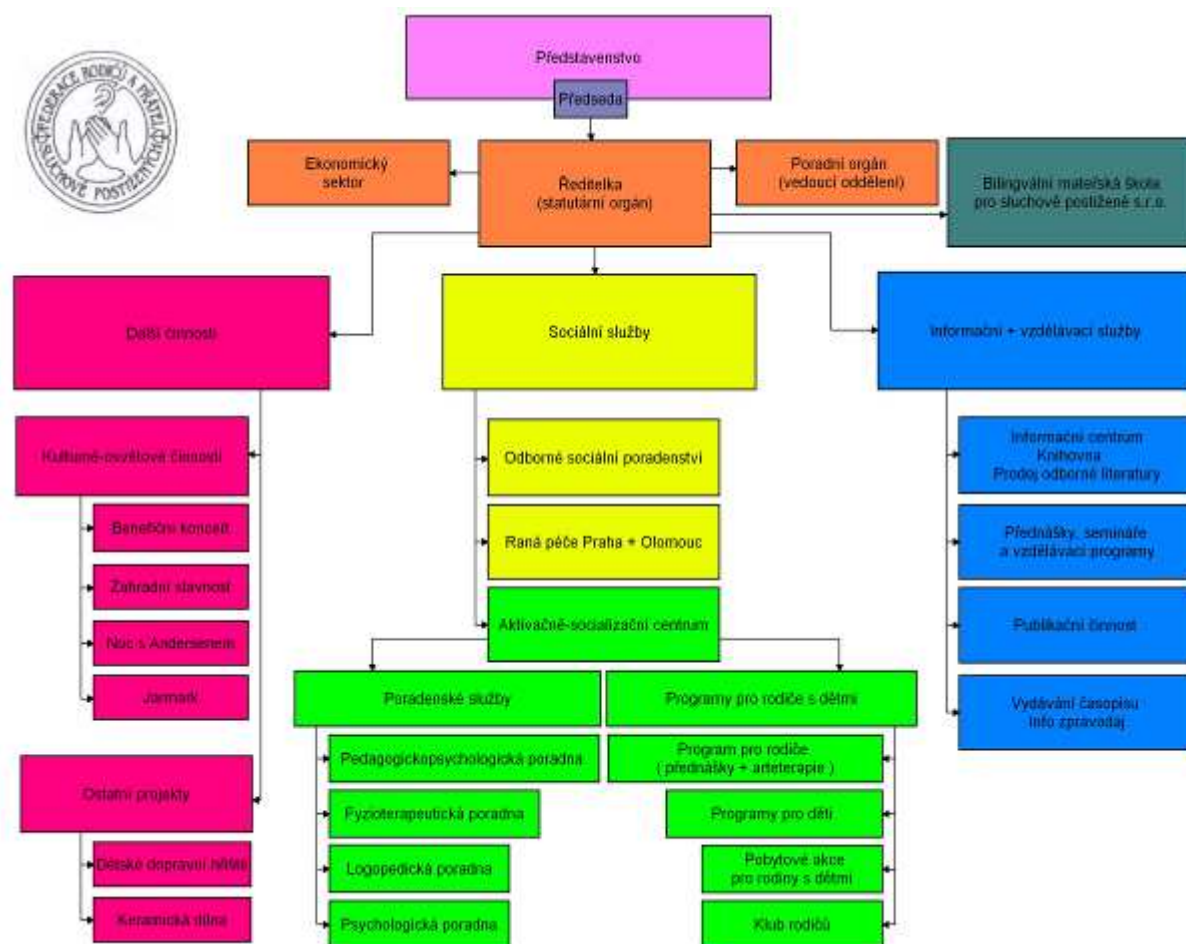 Představenstvo
Předseda
FEDERACE RODIČŮ A PŘÁTEL
SLUCHOVĚ POSTIŽENÝCH
Ekonomický
sektor
Ředitelka
(statutární orgán)
Poradní orgán
(vedoucí oddělení)
Bilingvální mateřská škola
pro sluchově postižené s.r.o.
Další činnosti
Sociální služby
Informační + vzdělávací služby
Kulturně-osvětové činnosti
Benefiční koncert
Zahradní slavnost
Noc s Andersenem
Jarmark
Ostatní projekty
Dětské dopravní hřiště
Keramická dílna
Odborné sociální poradenství
Raná péče Praha + Olomouc
Aktivačně-socializační centrum
Poradenské služby
Pedagogickopsychologická poradna
Fyzioterapeutická poradna
Logopedická poradna
Psychologická poradna
Programy pro rodiče s dětmi
Program pro rodiče
( přednášky + arteterapie )
Programy pro děti
Pobytové akce
pro rodiny s dětmi
Klub rodičů
Informační centrum
Knihovna
Prodej odborné literatury
Přednášky, semináře
a vzdělávací programy
Publikační činnost
Vydávání časopisu
Info zpravodaj